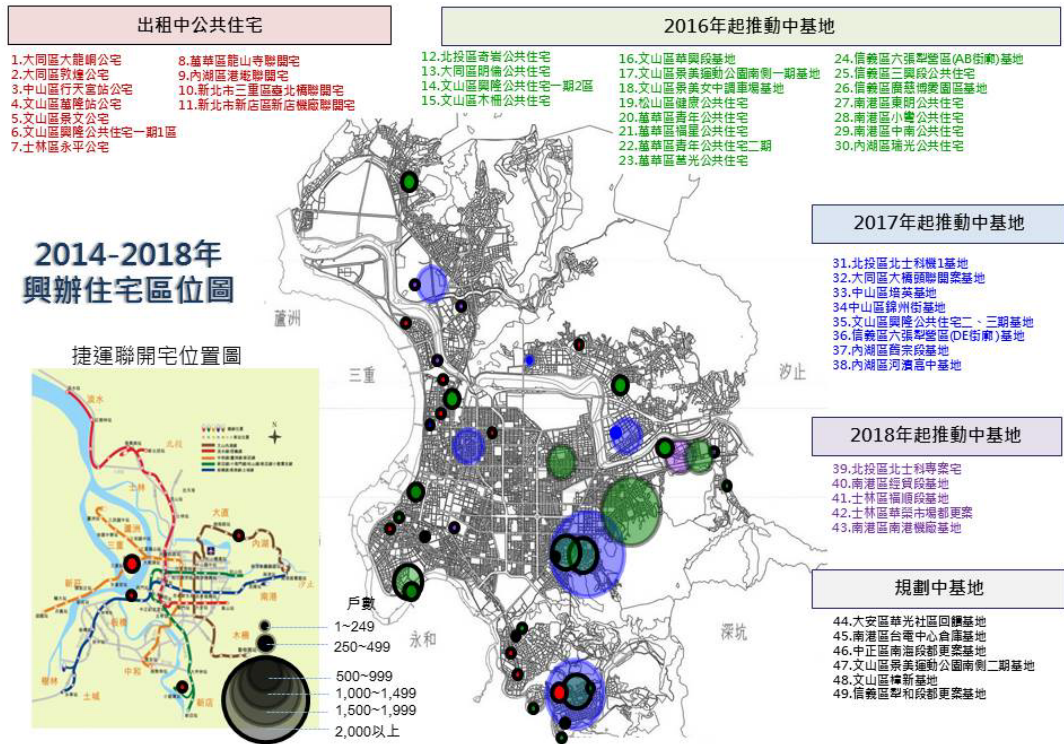 出租中公共住宅
1.大同區大龍峒公宅
2.大同區敦煌公宅
3.中山區行天宮站公宅
4.文山區萬隆站公宅
5.文山區景文公宅
6.文山區興隆公共住宅一期1區
7.士林區永平公宅
8.萬華區龍山寺聯開宅
9.內湖區港墘聯開宅
10.新北市三重區臺北橋聯開宅
11.新北市新店區新店機廠聯開宅
2016年起推動中基地
12.北投區奇岩公共住宅
13.大同區明倫公共住宅
14.文山區興隆公共住宅一期2區
15.文山區木柵公共住宅
16.文山區華興段基地
17.文山區景美運動公園南側一期基地
18.文山區景美女中調車場基地
19.松山區健康公共住宅
20.萬華區青年公共住宅
21.萬華區福星公共住宅
22.萬華區青年公共住宅二期
23.萬華區莒光公共住宅
24.信義區六張犁營區(AB街廓)基地
25.信義區三興段公共住宅
26.信義區廣慈博愛園區基地
27.南港區東明公共住宅
28.南港區小彎公共住宅
29.南港區中南公共住宅
30.內湖區瑞光公共住宅
2017年起推動中基地
31.北投區北士科機1基地
32.大同區大橋頭聯開案基地
33.中山區培英基地
34中山區錦州街基地
35.文山區興隆公共住宅二、三期基地
36.信義區六張犁營區(DE街廓)基地
37.內湖區舊宗段基地
38.內湖區河濱高中基地
2018年起推動中基地
39.北投區北士科專案宅
40.南港區經貿段基地
41.士林區福順段基地
42.士林區華榮市場都更案
43.南港區南港機廠基地
規劃中基地
44.大安區華光社區回饋基地
45.南港區台電中心倉庫基地
46.中正區南海段都更案基地
47.文山區景美運動公園南側二期基地
48.文山區樟新基地
49.信義區犁和段都更案基地
2014-2018年
興辦住宅區位圖
蘆洲
三重
汐止
永和
深坑
捷運聯開宅位置圖
淡水
北投
士林
大直
內湖
蘆洲
三重
新莊
板橋
南港
汐止
木柵
中和
樹林
土城
新店
N
戶數
1~249
250~499
500~999
1,000~1,499
1,500~1,999
2,000以上